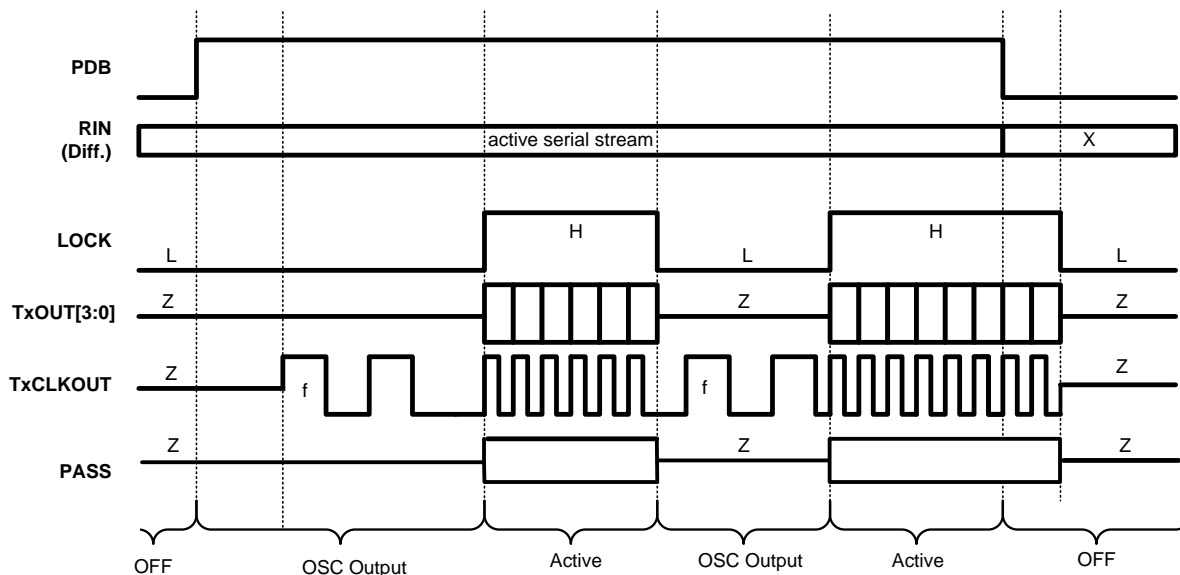 PDB
RIN
(Diff.)
active serial stream
X
LOCK
L
H
L
H
L
TxOUT[3:0]
Z
Z
Z
TxCLKOUT
Z
f
f
Z
PASS
Z
Z
Z
OFF
OSC Output
Active
OSC Output
Active
OFF